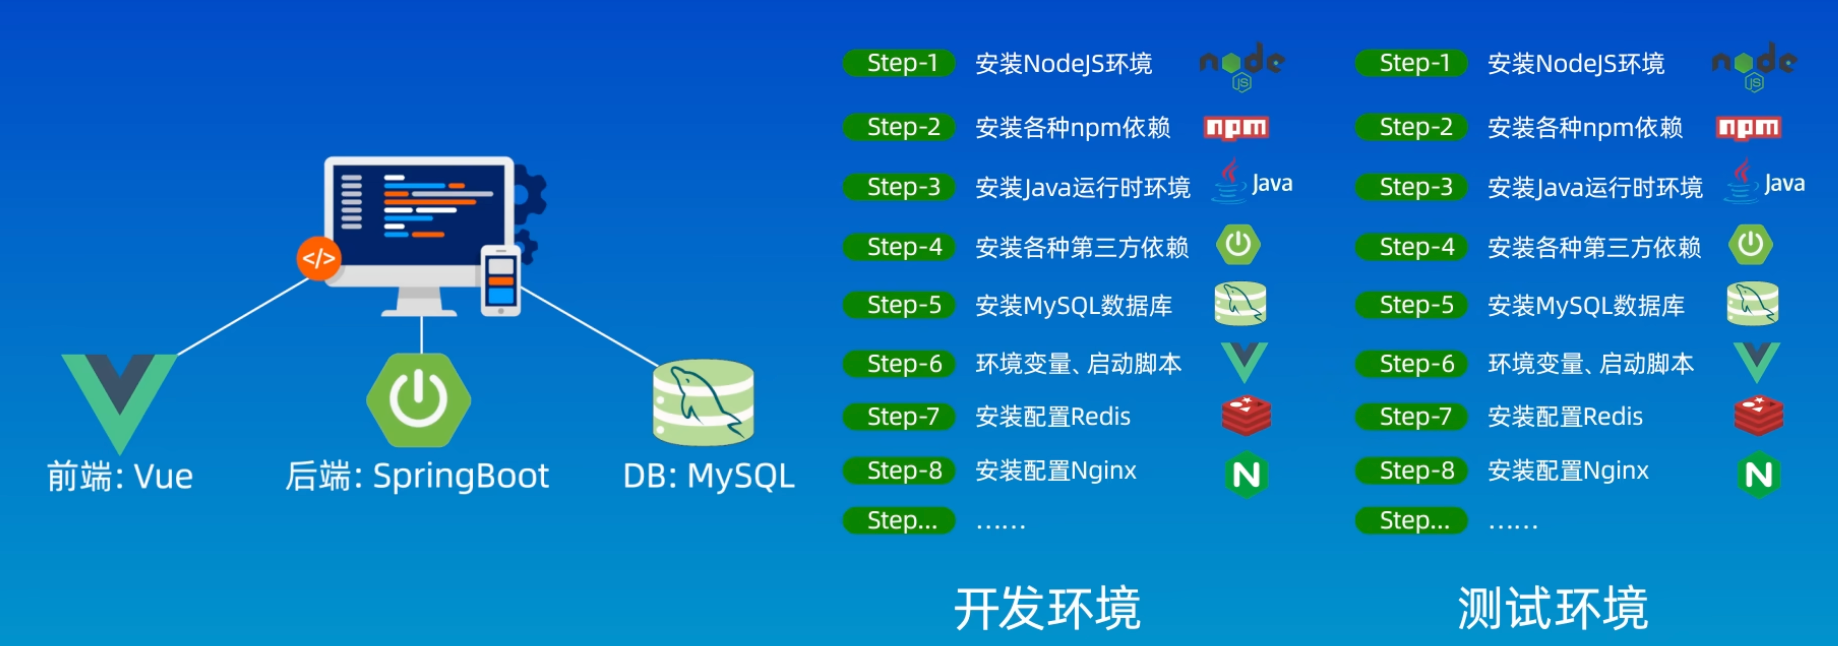 </>
前端: Vue
后端: SpringBoot
DB: MySQL
Step-1 安装NodeJS环境 node JS
Step-2 安装各种npm依赖 npm
Step-3 安装Java运行时环境 Java
Step-4 安装各种第三方依赖
Step-5 安装MySQL数据库
Step-6 环境变量、启动脚本
Step-7 安装配置Redis
Step-8 安装配置Nginx N
Step... ......
开发环境
Step-1 安装NodeJS环境 node JS
Step-2 安装各种npm依赖 npm
Step-3 安装Java运行时环境 Java
Step-4 安装各种第三方依赖
Step-5 安装MySQL数据库
Step-6 环境变量、启动脚本
Step-7 安装配置Redis
Step-8 安装配置Nginx N
Step... ......
测试环境